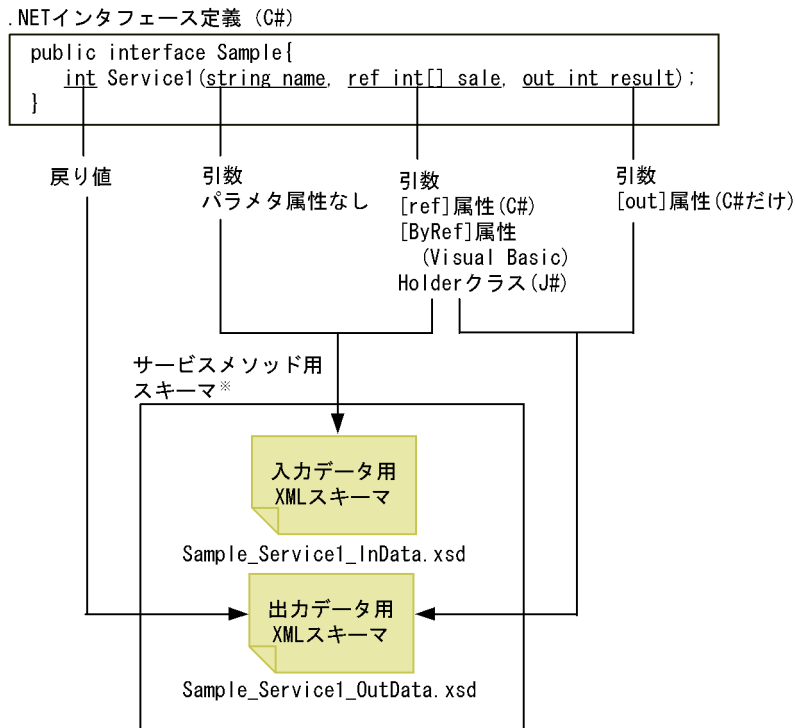 .NETインタフェース定義(C#)
public interface Sample{
int Service1(string name, ref int[] sale, out int result);
}
戻り値
引数
パラメタ属性なし
引数
[ref]属性(C#)
[ByRef]属性
(Visual Basic)
Holderクラス(J#)
引数
[out]属性(C#だけ)
サービスメソッド用
スキーマ※
入力データ用
XMLスキーマ
Sample_Service1_InData.xsd
出力データ用
XMLスキーマ
Sample_Service1_OutData.xsd